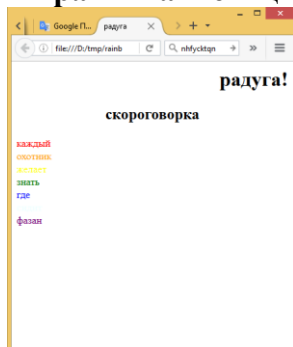 Google П... радуга
file:///D:/tmp/rainb nhfycktqn
радуга!
скороговорка
каждый
охотник
желает
знать
где
фазан